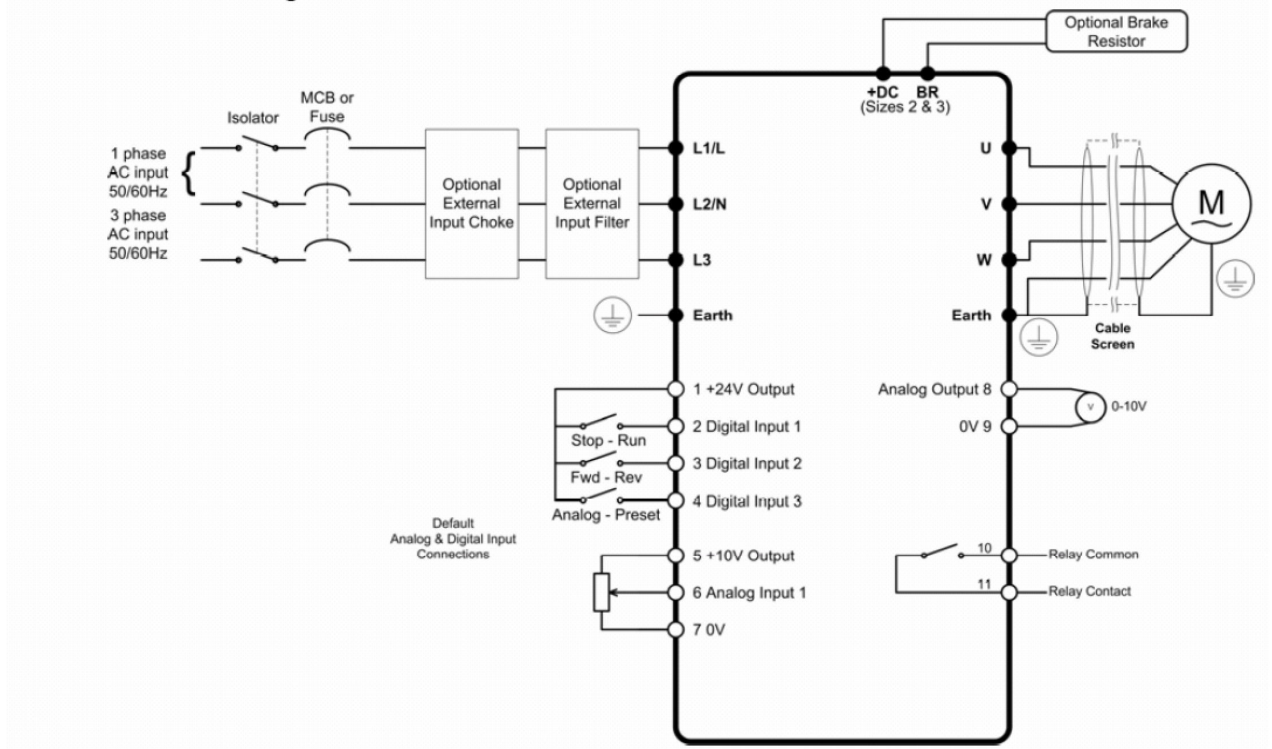 Optional Brake
Resistor
+DC BR
(Sizes 2 & 3)
MCB or
Fuse
Isolator
1 phase
AC input
50/60Hz
{
3 phase
AC input
50/60Hz
Optional
External
Input Choke
Optional
External
Input Filter
L1/L
L2/N
L3
Earth
U
V
W
Earth
M
Cable
Screen
1 +24V Output
2 Digital Input 1
Stop - Run
3 Digital Input 2
Fwd - Rev
4 Digital Input 3
Analog - Preset
Default
Analog & Digital Input
Connections
5 +10V Output
6 Analog Input 1
7 0V
Analog Output 8
V
0-10V
0V 9
10
Relay Common
11
Relay Contact